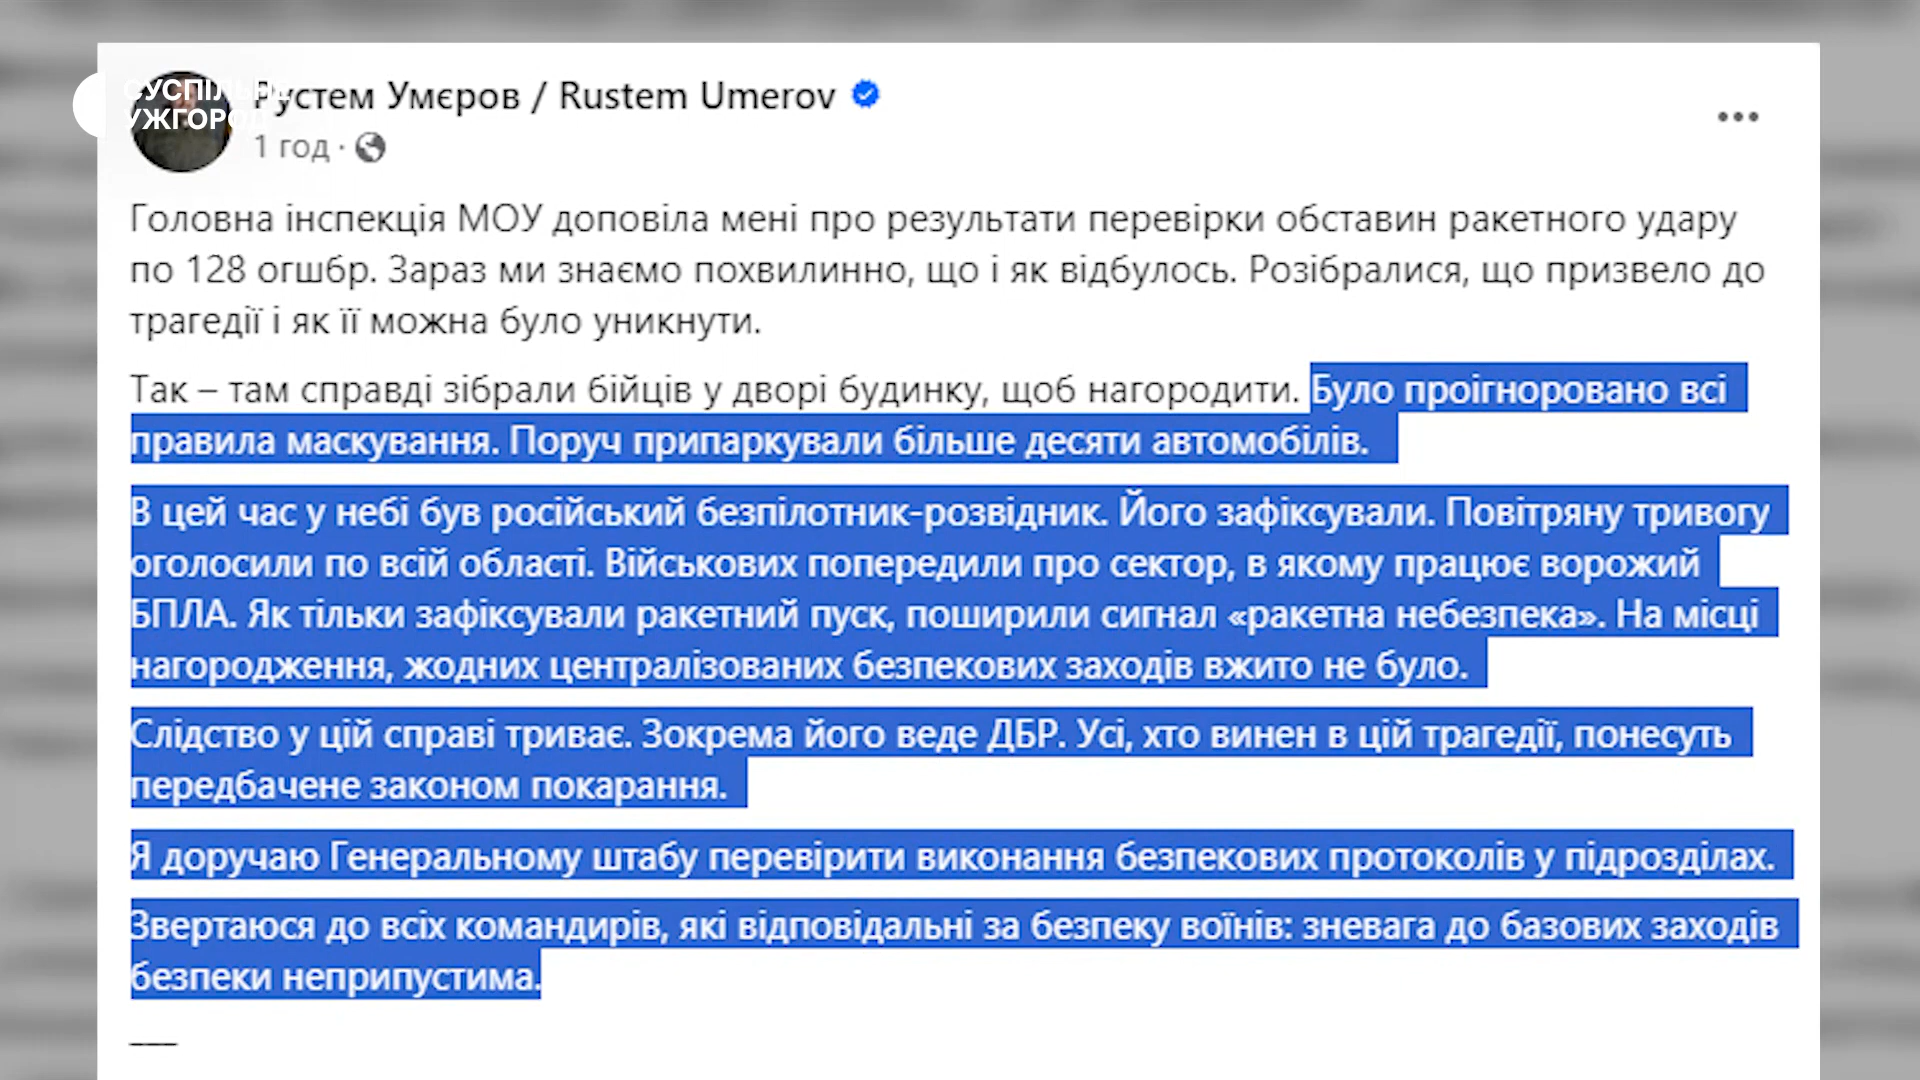 СУСПІЛЬНЕ
УЖГОРОД
Рустем Умєров / Rustem Umerov
1 год ·
Головна інспекція МОУ доповіла мені про результати перевірки обставин ракетного удару
по 128 огшбр. Зараз ми знаємо похвилинно, що і як відбулось. Розібралися, що призвело до
трагедії і як її можна було уникнути.
Так – там справді зібрали бійців у дворі будинку, щоб нагородити. Було проігноровано всі
правила маскування. Поруч припаркували більше десяти автомобілів.
В цей час у небі був російський безпілотник-розвідник. Його зафіксували. Повітряну тривогу
оголосили по всій області. Військових попередили про сектор, в якому працює ворожий
БПЛА. Як тільки зафіксували ракетний пуск, поширили сигнал «ракетна небезпека». На місці
нагородження, жодних централізованих безпекових заходів вжито не було.
Слідство у цій справі триває. Зокрема його веде ДБР. Усі, хто винен в цій трагедії, понесуть
передбачене законом покарання.
Я доручаю Генеральному штабу перевірити виконання безпекових протоколів у підрозділах.
Звертаюся до всіх командирів, які відповідальні за безпеку воїнів: зневага до базових заходів
безпеки неприпустима.
___